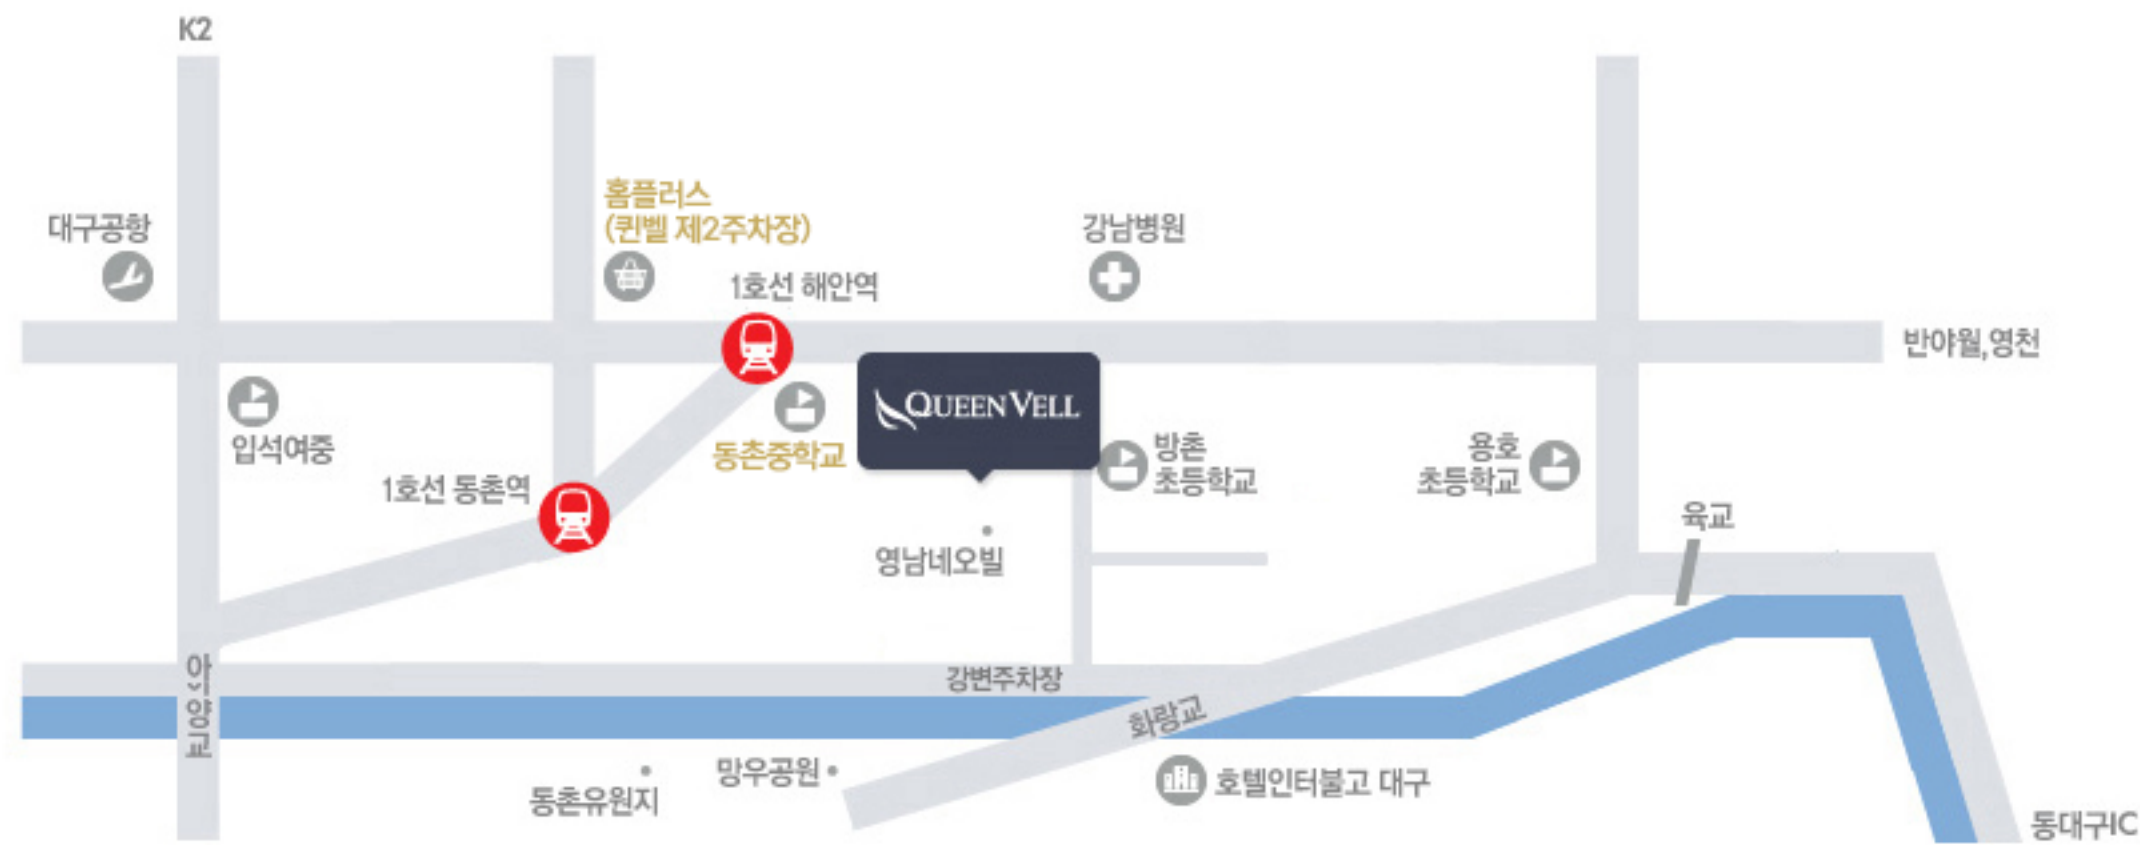 K2
홈플러스
(퀸벨 제2주차장)
대구공항
강남병원
1호선 해안역
반야월,영천
QUEENVELL
입석여중
동촌중학교
방촌
초등학교
용호
초등학교
1호선 동촌역
육교
영남네오빌
아양교
강변주차장
화랑교
망우공원
호텔인터불고 대구
동촌유원지
동대구IC